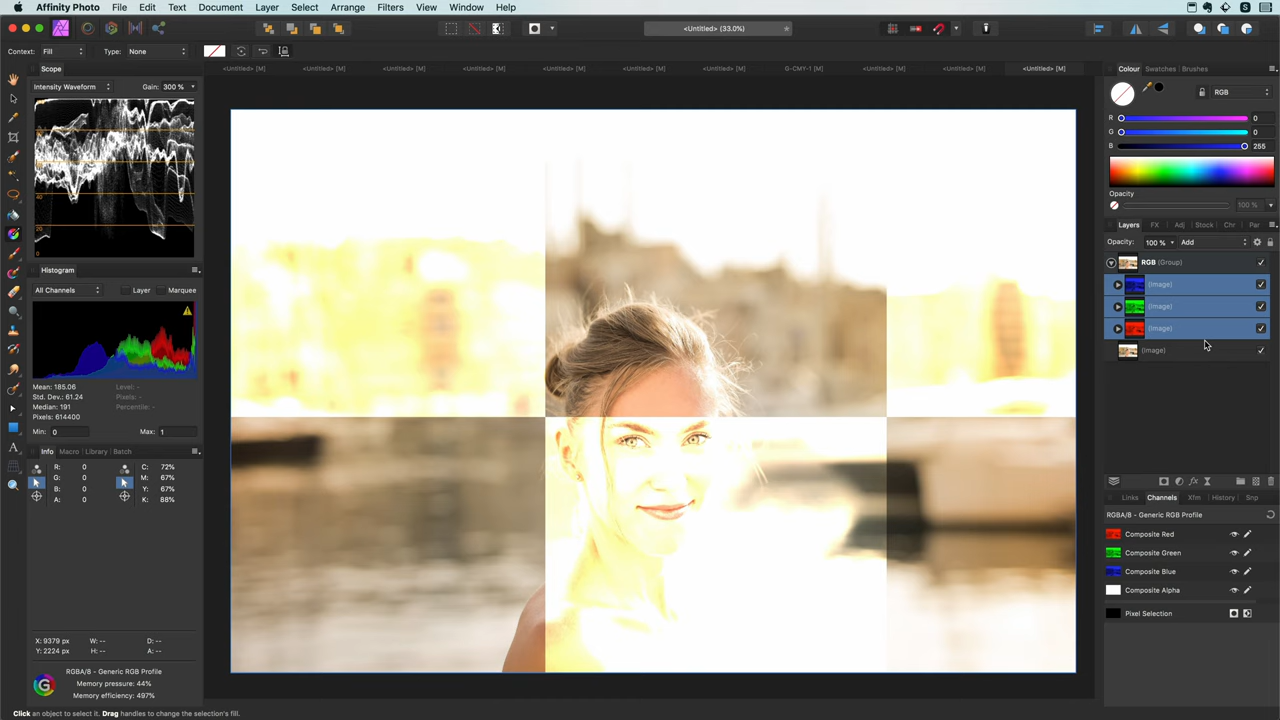 Affinity Photo File Edit Text Document Layer Select Arrange Filters View Window Help
<Untitled> (33.0%)
Context: Fill Type: None
Scope
<Untitled> [M] <Untitled> [M] <Untitled> [M] <Untitled> [M] <Untitled> [M] <Untitled> [M] <Untitled> [M] G-CMY-1 [M] <Untitled> [M] <Untitled> [M] <Untitled> [M]
Colour Swatches Brushes
Intensity Waveform Gain: 300 %
RGB
R 0
G 0
B 255
Opacity
100 %
Layers FX Adj Stock Chr Par
Opacity: 100 % Add
RGB (Group)
(Image)
(Image)
(Image)
(Image)
40
20
0
Histogram
All Channels Layer Marquee
Mean: 185.06 Level: -
Std. Dev.: 61.24 Count: -
Median: 191 Percentile: -
Pixels: 614400
Min: 0 Max: 1
Info Macro Library Batch
R: 0 C: 72%
G: 0 M: 67%
B: 0 Y: 67%
A: 0 K: 88%
Links Channels Xfm History Snp
RGBA/8 - Generic RGB Profile
Composite Red
Composite Green
Composite Blue
Composite Alpha
Pixel Selection
X: 9379 px W: -- D: --
Y: 2224 px H: -- A: --
RGBA/8 - Generic RGB Profile
Memory pressure: 44%
Memory efficiency: 497%
Click an object to select it. Drag handles to change the selection's fill.